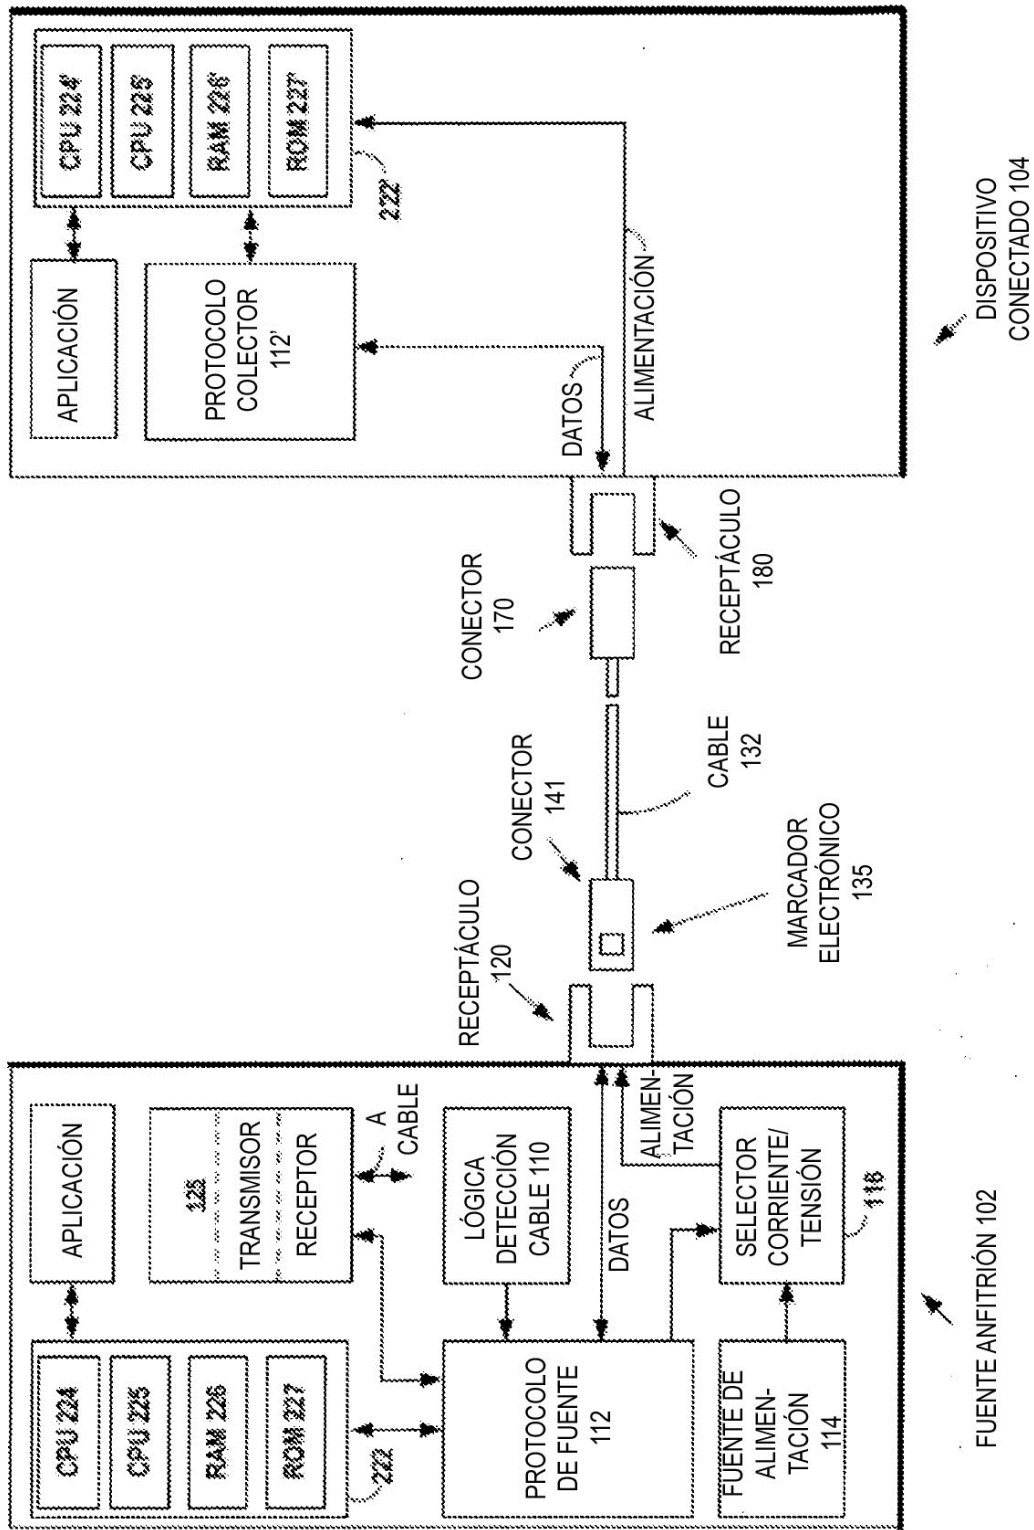 CPU 224
CPU 225
RAM 226
ROM 227
222
APLICACIÓN
125
TRANSMISOR
RECEPTOR
A
CABLE
PROTOCOLO
DE FUENTE
112
LÓGICA
DETECCIÓN
CABLE 110
DATOS
ALIMEN-
TACIÓN
FUENTE DE
ALIMEN-
TACIÓN
114
SELECTOR
CORRIENTE/
TENSIÓN
118
FUENTE ANFITRIÓN 102
RECEPTÁCULO
120
CONECTOR
141
MARCADOR
ELECTRÓNICO
135
CABLE
132
CONECTOR
170
RECEPTÁCULO
180
APLICACIÓN
PROTOCOLO
COLECTOR
112'
CPU 224'
CPU 225'
RAM 226'
ROM 227'
222'
DATOS
ALIMENTACIÓN
DISPOSITIVO
CONECTADO 104